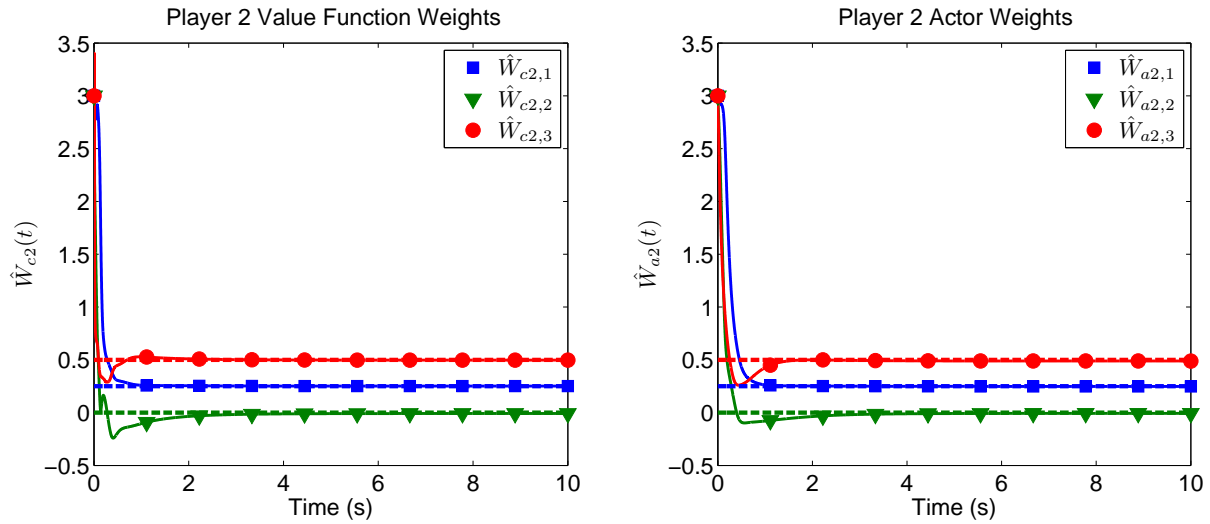 Player 2 Value Function Weights
3.5
3
2.5
2
1.5
1
0.5
0
−0.5
0 2 4 6 8 10
Time (s)
Ŵc2(t)
Ŵc2,1
Ŵc2,2
Ŵc2,3
Player 2 Actor Weights
3.5
3
2.5
2
1.5
1
0.5
0
−0.5
0 2 4 6 8 10
Time (s)
Ŵa2(t)
Ŵa2,1
Ŵa2,2
Ŵa2,3